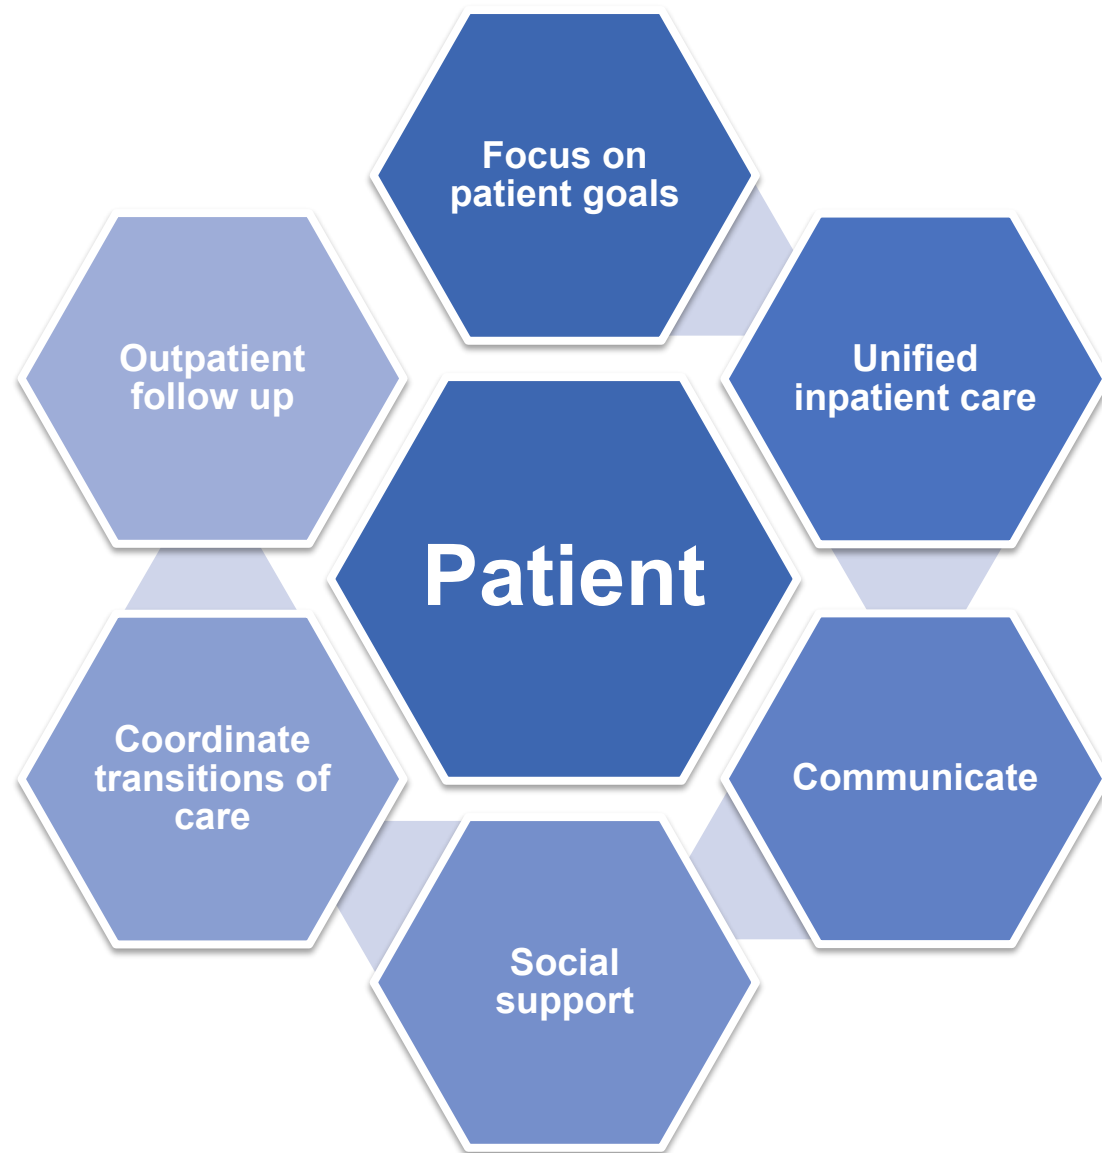 Focus on
patient goals
Unified
inpatient care
Communicate
Social
support
Coordinate
transitions of
care
Outpatient
follow up
Patient